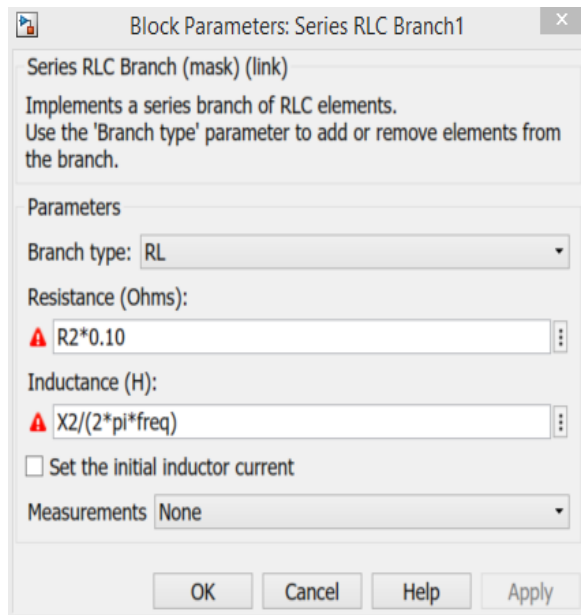 Block Parameters: Series RLC Branch1
x
Series RLC Branch (mask) (link)
Implements a series branch of RLC elements.
Use the 'Branch type' parameter to add or remove elements from
the branch.
Parameters
Branch type: RL
Resistance (Ohms):
R2*0.10
Inductance (H):
X2/(2*pi*freq)
Set the initial inductor current
Measurements None
OK Cancel Help Apply